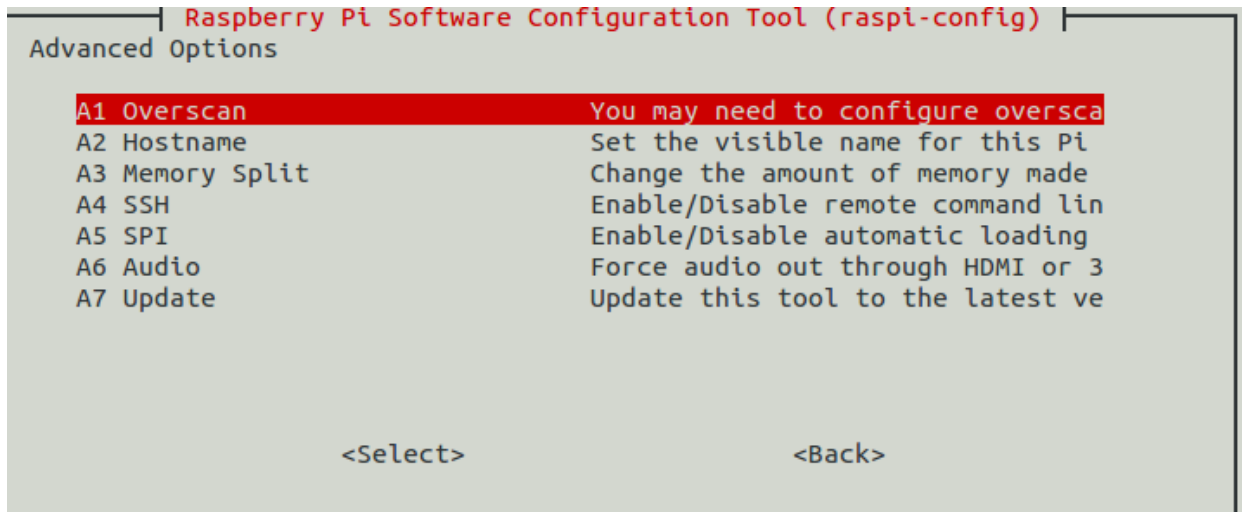 Raspberry Pi Software Configuration Tool (raspi-config)
Advanced Options
A1 Overscan You may need to configure oversca
A2 Hostname Set the visible name for this Pi
A3 Memory Split Change the amount of memory made
A4 SSH Enable/Disable remote command lin
A5 SPI Enable/Disable automatic loading
A6 Audio Force audio out through HDMI or 3
A7 Update Update this tool to the latest ve
<Select> <Back>